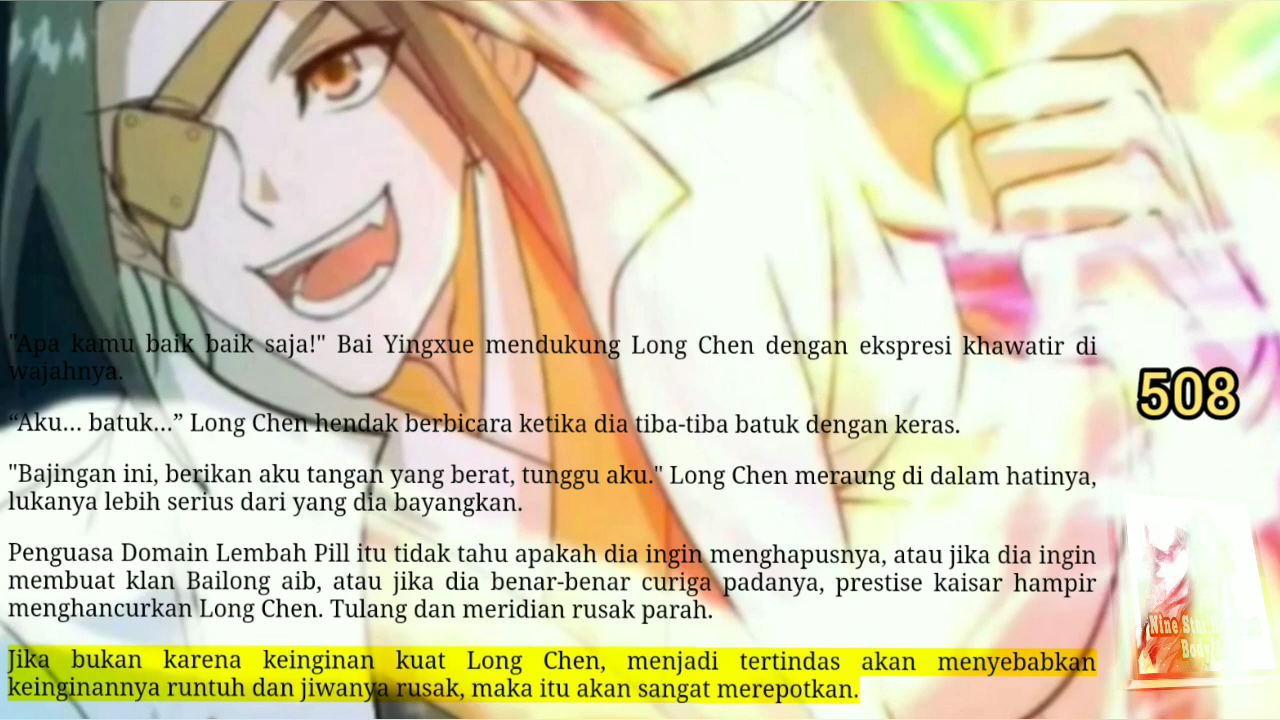 "Apa kamu baik baik saja!" Bai Yingxue mendukung Long Chen dengan ekspresi khawatir di
wajahnya.
“Aku... batuk...” Long Chen hendak berbicara ketika dia tiba-tiba batuk dengan keras.
"Bajingan ini, berikan aku tangan yang berat, tunggu aku." Long Chen meraung di dalam hatinya,
lukanya lebih serius dari yang dia bayangkan.
Penguasa Domain Lembah Pill itu tidak tahu apakah dia ingin menghapusnya, atau jika dia ingin
membuat klan Bailong aib, atau jika dia benar-benar curiga padanya, prestise kaisar hampir
menghancurkan Long Chen. Tulang dan meridian rusak parah.
Jika bukan karena keinginan kuat Long Chen, menjadi tertindas akan menyebabkan
keinginannya runtuh dan jiwanya rusak, maka itu akan sangat merepotkan.
508
Nine Star